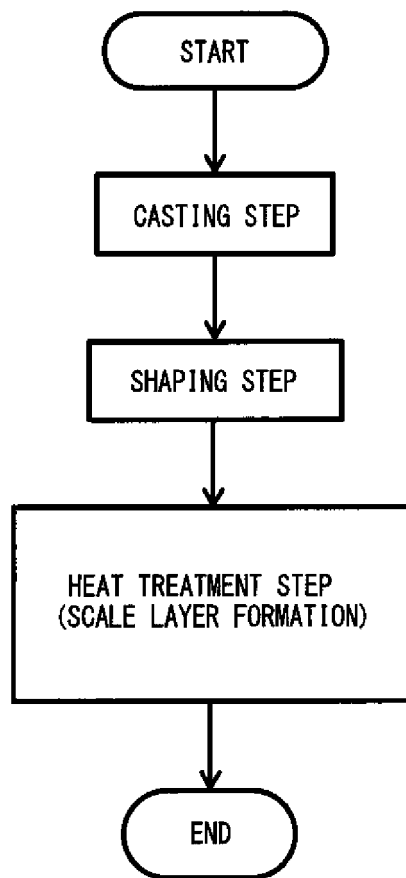 START
CASTING STEP
SHAPING STEP
HEAT TREATMENT STEP
(SCALE LAYER FORMATION)
END